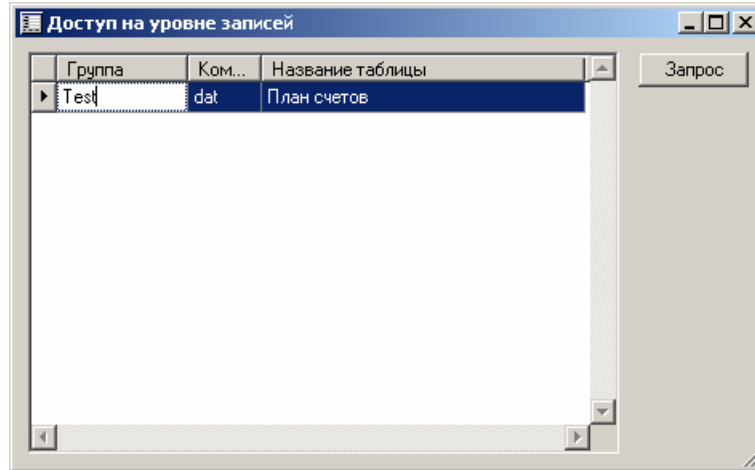 Доступ на уровне записей
Группа Ком... Название таблицы
Test dat План счетов
Запрос